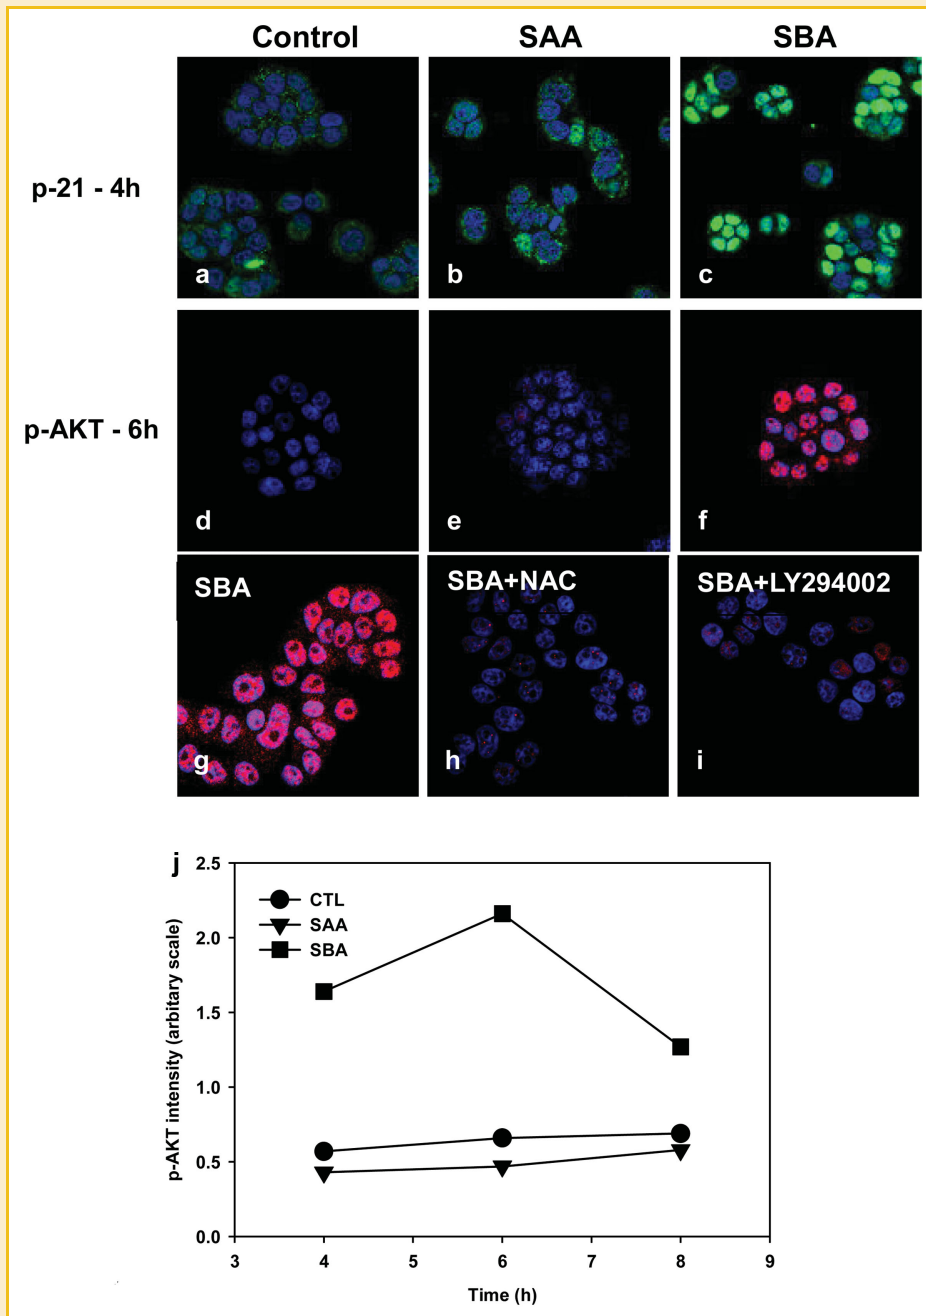 Control SAA SBA
p-21 - 4h
a b c
p-AKT - 6h
d e f
SBA SBA+NAC SBA+LY294002
g h i
j
2.5
2.0
1.5
1.0
0.5
0.0
p-AKT intensity (arbitary scale)
CTL
SAA
SBA
3 4 5 6 7 8 9
Time (h)